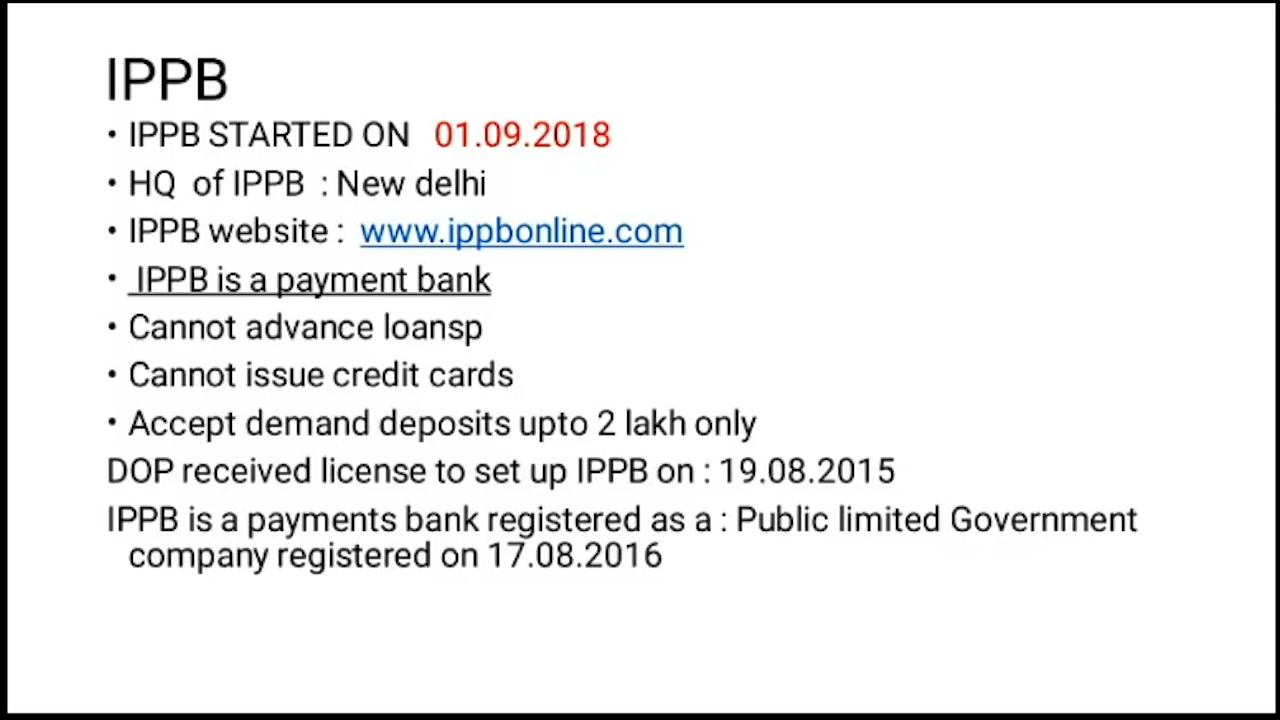 IPPB
• IPPB STARTED ON 01.09.2018
• HQ of IPPB : New delhi
• IPPB website : www.ippbonline.com
• IPPB is a payment bank
• Cannot advance loansp
• Cannot issue credit cards
• Accept demand deposits upto 2 lakh only
DOP received license to set up IPPB on : 19.08.2015
IPPB is a payments bank registered as a : Public limited Government
company registered on 17.08.2016